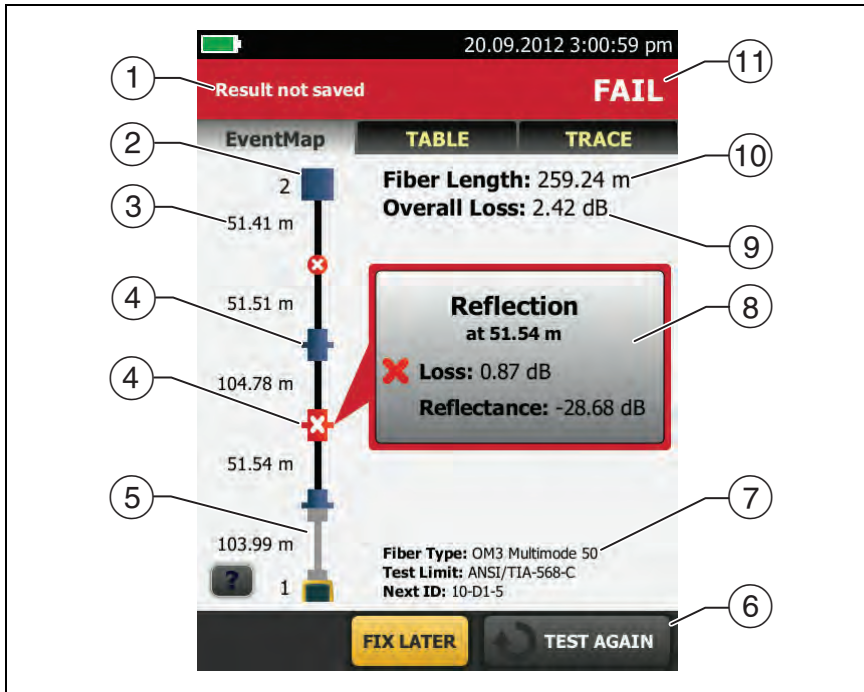 20.09.2012 3:00:59 pm
1
Result not saved
FAIL
11
2
EventMap
TABLE
TRACE
10
2
Fiber Length: 259.24 m
3
51.41 m
Overall Loss: 2.42 dB
9
4
51.51 m
Reflection
at 51.54 m
8
Loss: 0.87 dB
4
104.78 m
Reflectance: -28.68 dB
51.54 m
5
7
103.99 m
Fiber Type: OM3 Multimode 50
Test Limit: ANSI/TIA-568-C
?
1
Next ID: 10-D1-5
6
FIX LATER
TEST AGAIN